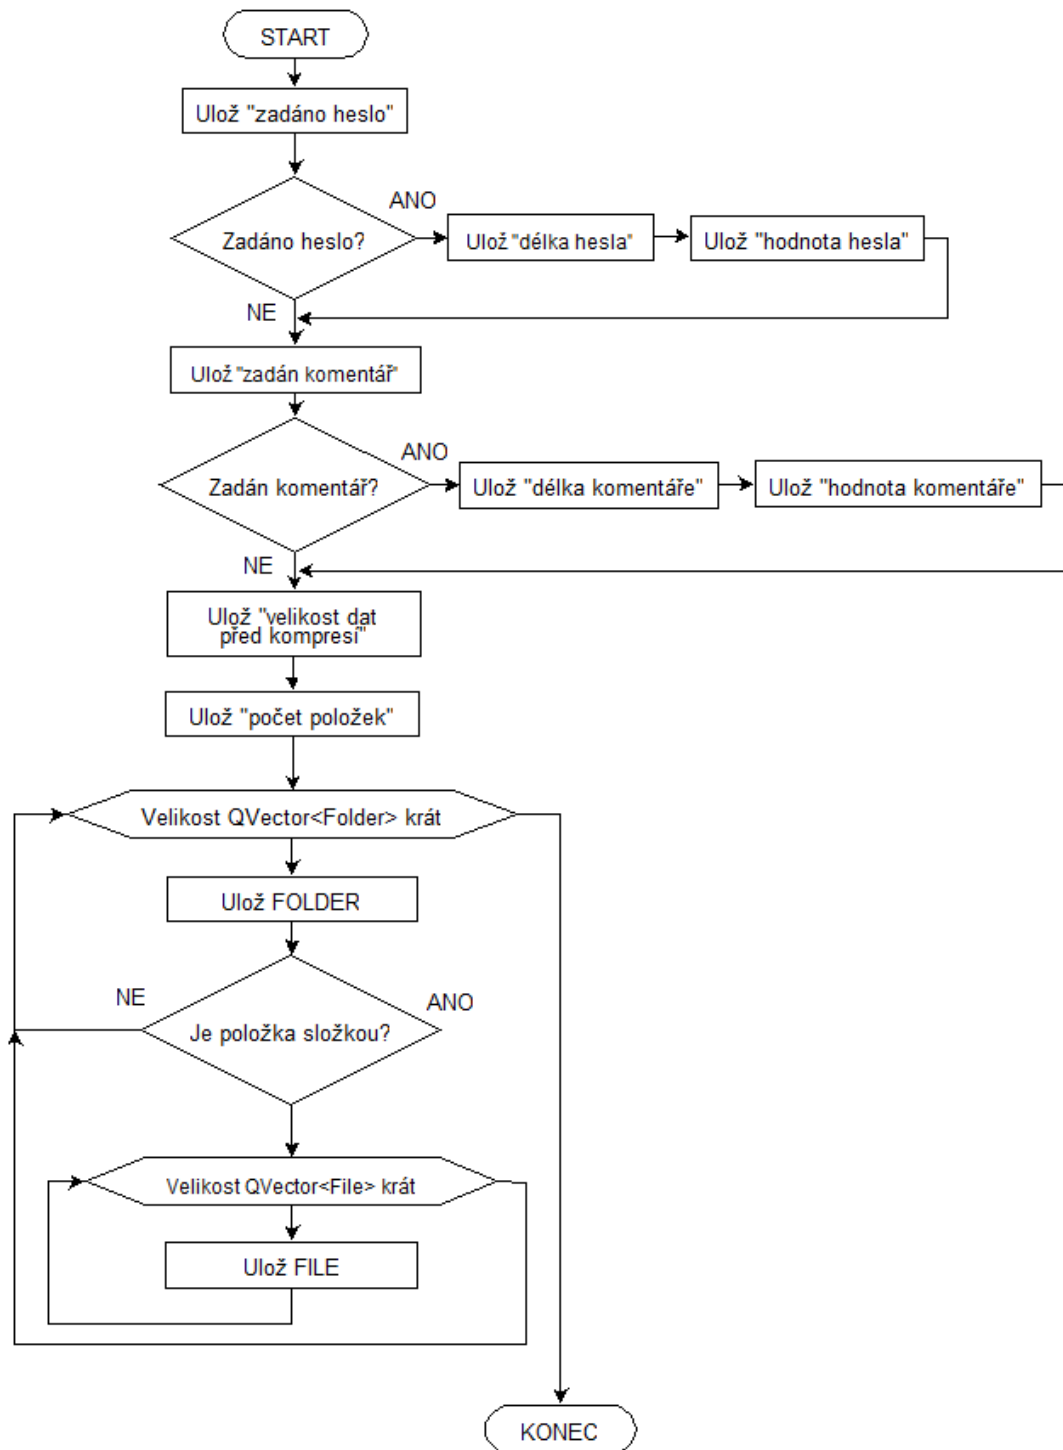 START
Ulož "zadáno heslo"
ANO
Zadáno heslo?
Ulož "délka hesla"
Ulož "hodnota hesla"
NE
Ulož "zadán komentář"
ANO
Zadán komentář?
Ulož "délka komentáře"
Ulož "hodnota komentáře"
NE
Ulož "velikost dat
před kompresí"
Ulož "počet položek"
Velikost QVector<Folder> krát
Ulož FOLDER
NE
ANO
Je položka složkou?
Velikost QVector<File> krát
Ulož FILE
KONEC